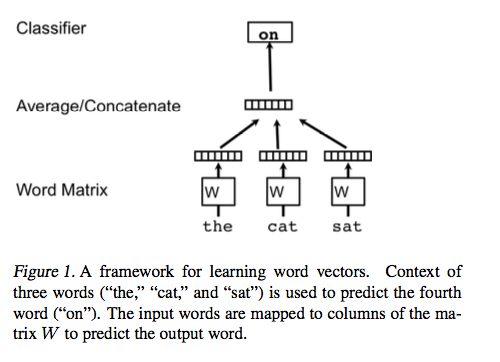 Classifier
on
Average/Concatenate
Word Matrix
W W W
the cat sat
Figure 1. A framework for learning word vectors. Context of
three words (“the,” “cat,” and “sat”) is used to predict the fourth
word (“on”). The input words are mapped to columns of the ma-
trix W to predict the output word.